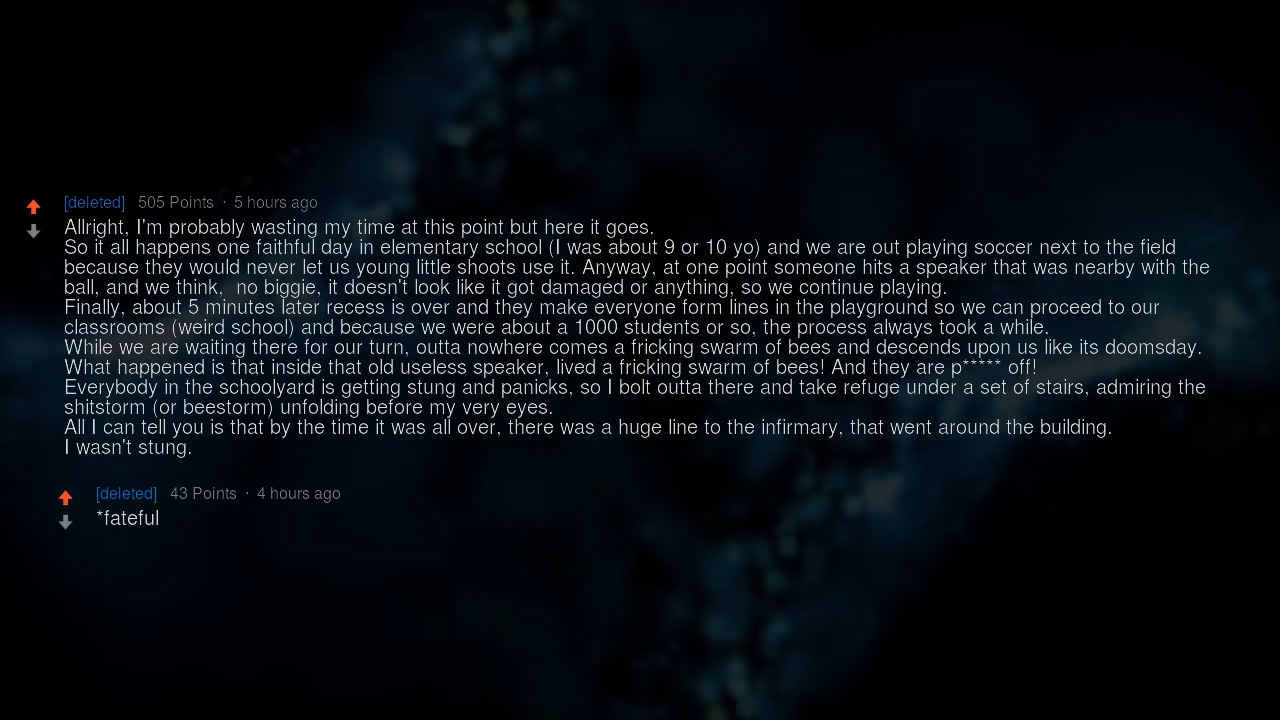 [deleted] 505 Points · 5 hours ago
Allright, I'm probably wasting my time at this point but here it goes.
So it all happens one faithful day in elementary school (I was about 9 or 10 yo) and we are out playing soccer next to the field
because they would never let us young little shoots use it. Anyway, at one point someone hits a speaker that was nearby with the
ball, and we think,  no biggie, it doesn't look like it got damaged or anything, so we continue playing.
Finally, about 5 minutes later recess is over and they make everyone form lines in the playground so we can proceed to our
classrooms (weird school) and because we were about a 1000 students or so, the process always took a while.
While we are waiting there for our turn, outta nowhere comes a fricking swarm of bees and descends upon us like its doomsday.
What happened is that inside that old useless speaker, lived a fricking swarm of bees! And they are p***** off!
Everybody in the schoolyard is getting stung and panicks, so I bolt outta there and take refuge under a set of stairs, admiring the
shitstorm (or beestorm) unfolding before my very eyes.
All I can tell you is that by the time it was all over, there was a huge line to the infirmary, that went around the building.
I wasn't stung.
[deleted] 43 Points · 4 hours ago
*fateful